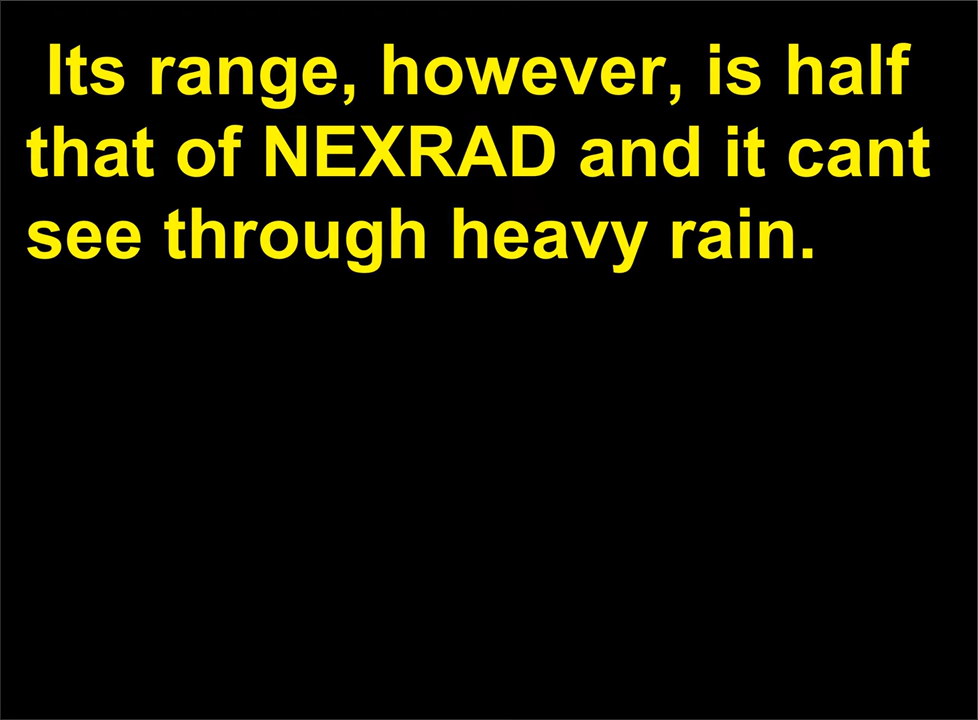 Its range, however, is half
that of NEXRAD and it cant
see through heavy rain.